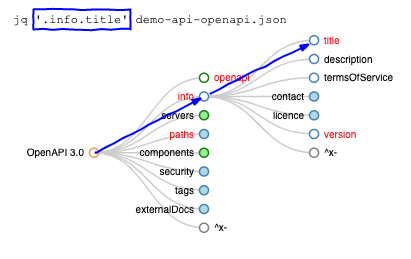 jq '.info.title' demo-api-openapi.json
title
description
termsOfService
contact
licence
version
^x-
OpenAPI 3.0
openapi
info
servers
paths
components
security
tags
externalDocs
^x-